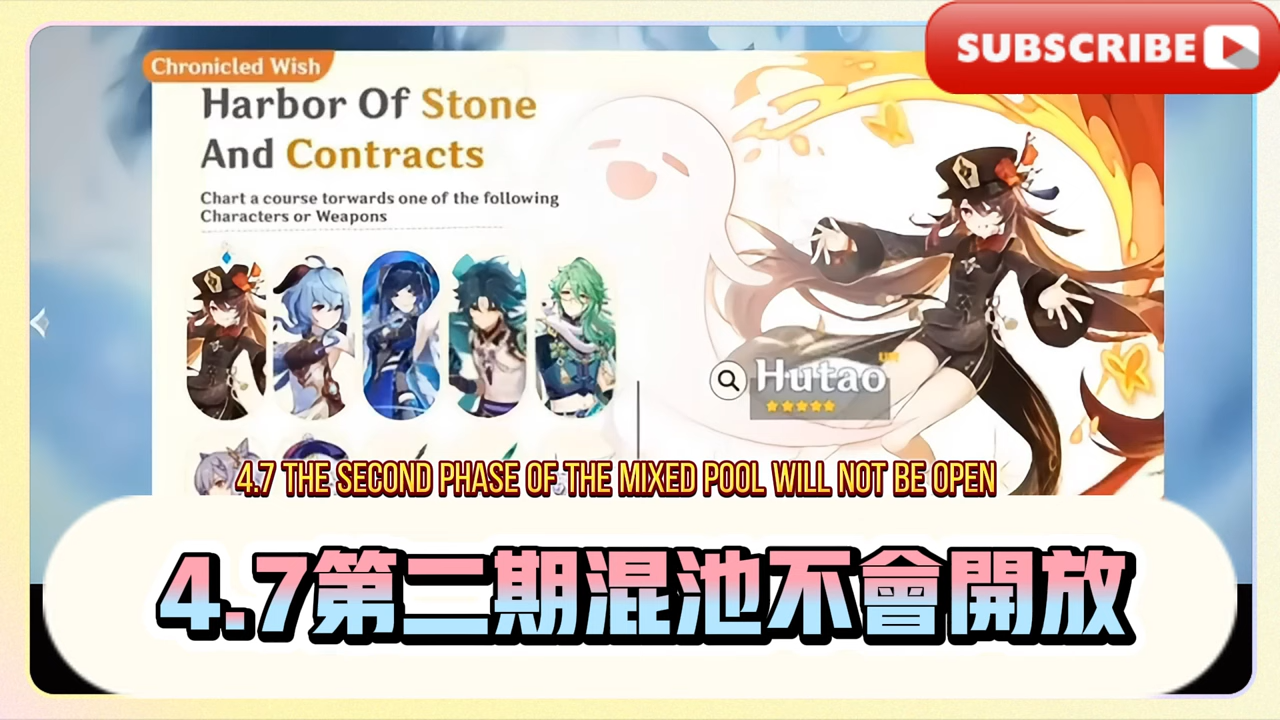 SUBSCRIBE
Chronicled Wish
Harbor Of Stone
And Contracts
Chart a course torwards one of the following
Characters or Weapons
Hutao
4.7 THE SECOND PHASE OF THE MIXED POOL WILL NOT BE OPEN
4.7第二期混池不會開放